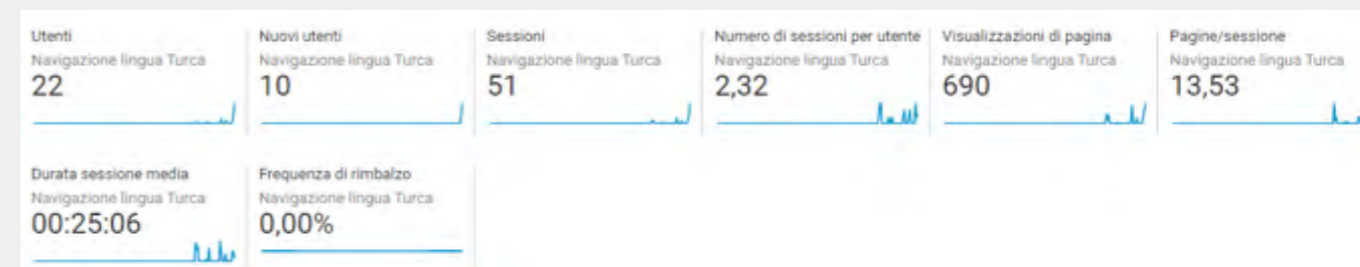 Utenti
Navigazione lingua Turca
22
Nuovi utenti
Navigazione lingua Turca
10
Sessioni
Navigazione lingua Turca
51
Numero di sessioni per utente
Navigazione lingua Turca
2,32
Visualizzazioni di pagina
Navigazione lingua Turca
690
Pagine/sessione
Navigazione lingua Turca
13,53
Durata sessione media
Navigazione lingua Turca
00:25:06
Frequenza di rimbalzo
Navigazione lingua Turca
0,00%